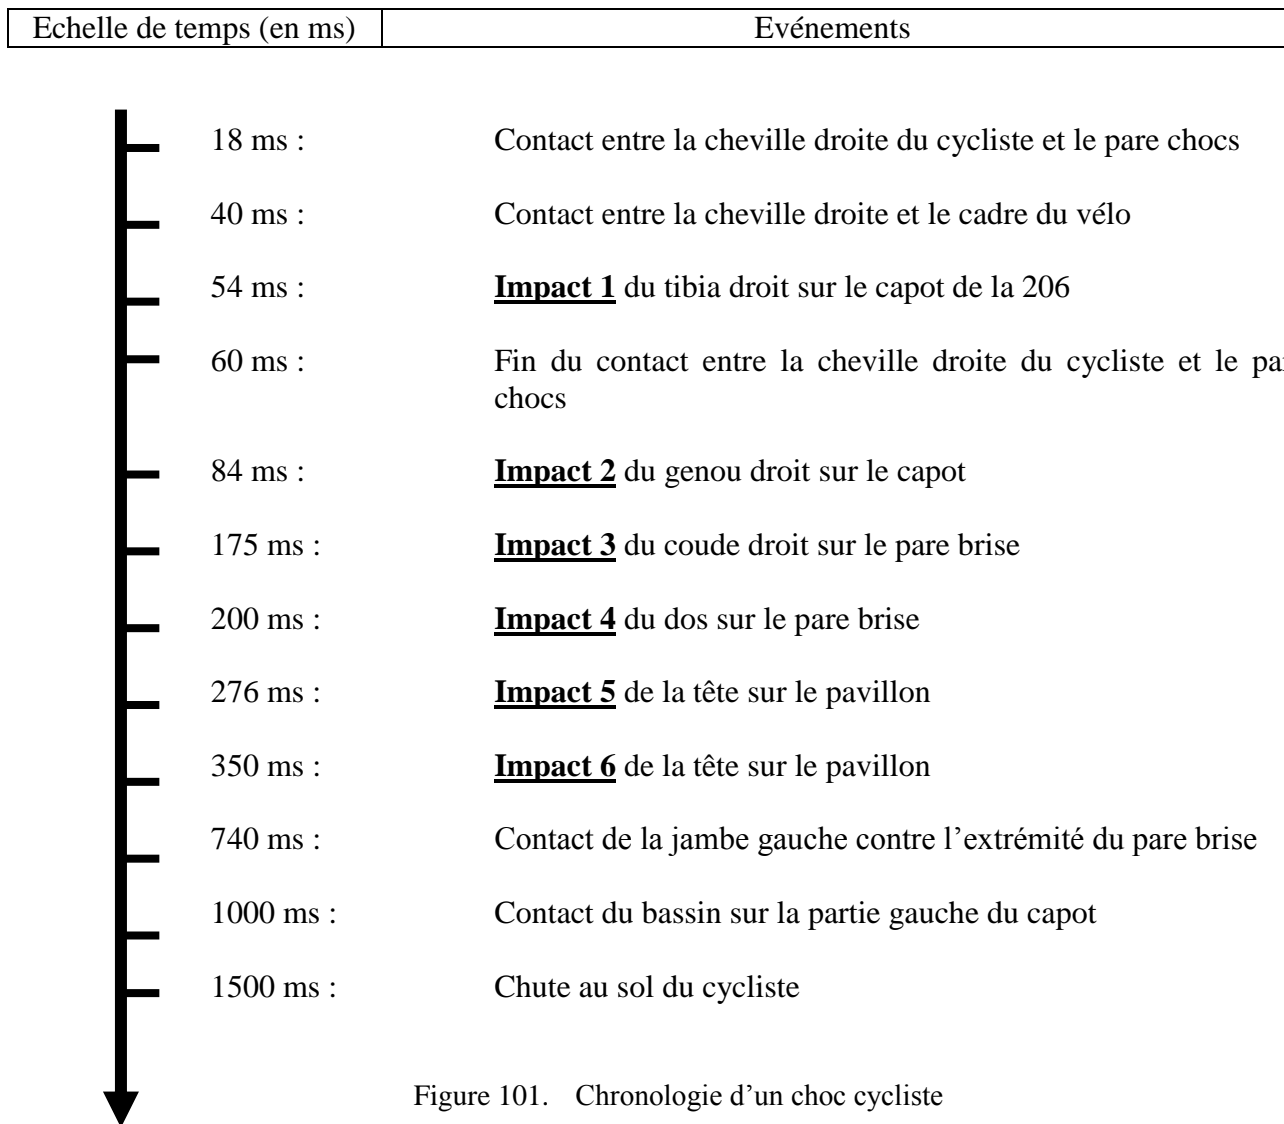 Echelle de temps (en ms) Evénements
18 ms : Contact entre la cheville droite du cycliste et le pare chocs
40 ms : Contact entre la cheville droite et le cadre du vélo
54 ms : Impact 1 du tibia droit sur le capot de la 206
60 ms : Fin du contact entre la cheville droite du cycliste et le
chocs
84 ms : Impact 2 du genou droit sur le capot
175 ms : Impact 3 du coude droit sur le pare brise
200 ms : Impact 4 du dos sur le pare brise
276 ms : Impact 5 de la tête sur le pavillon
350 ms : Impact 6 de la tête sur le pavillon
740 ms : Contact de la jambe gauche contre l’extrémité du pare brise
1000 ms : Contact du bassin sur la partie gauche du capot
1500 ms : Chute au sol du cycliste
Figure 101. Chronologie d’un choc cycliste